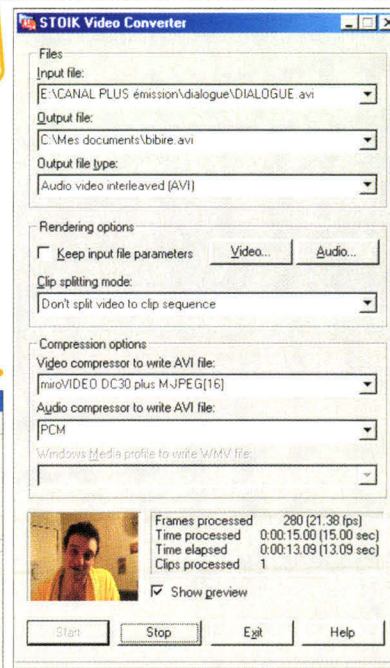 STOIK Video Converter
Files
Input file:
E:\CANAL PLUS émission\dialogue\DIALOGUE.avi
Output file:
C:\Mes documents\bibire.avi
Output file type:
Audio video interleaved (AVI)
Rendering options
Keep input file parameters Video... Audio...
Clip splitting mode:
Don't split video to clip sequence
Compression options
Video compressor to write AVI file:
miroVIDEO DC30 plus M-JPEG[16]
Audio compressor to write AVI file:
PCM
Windows Media profile to write WMV file:
Frames processed 280 (21.38 fps)
Time processed 0:00:15.00 (15.00 sec)
Time elapsed 0:00:13.09 (13.09 sec)
Clips processed 1
Show preview
Start Stop Exit Help